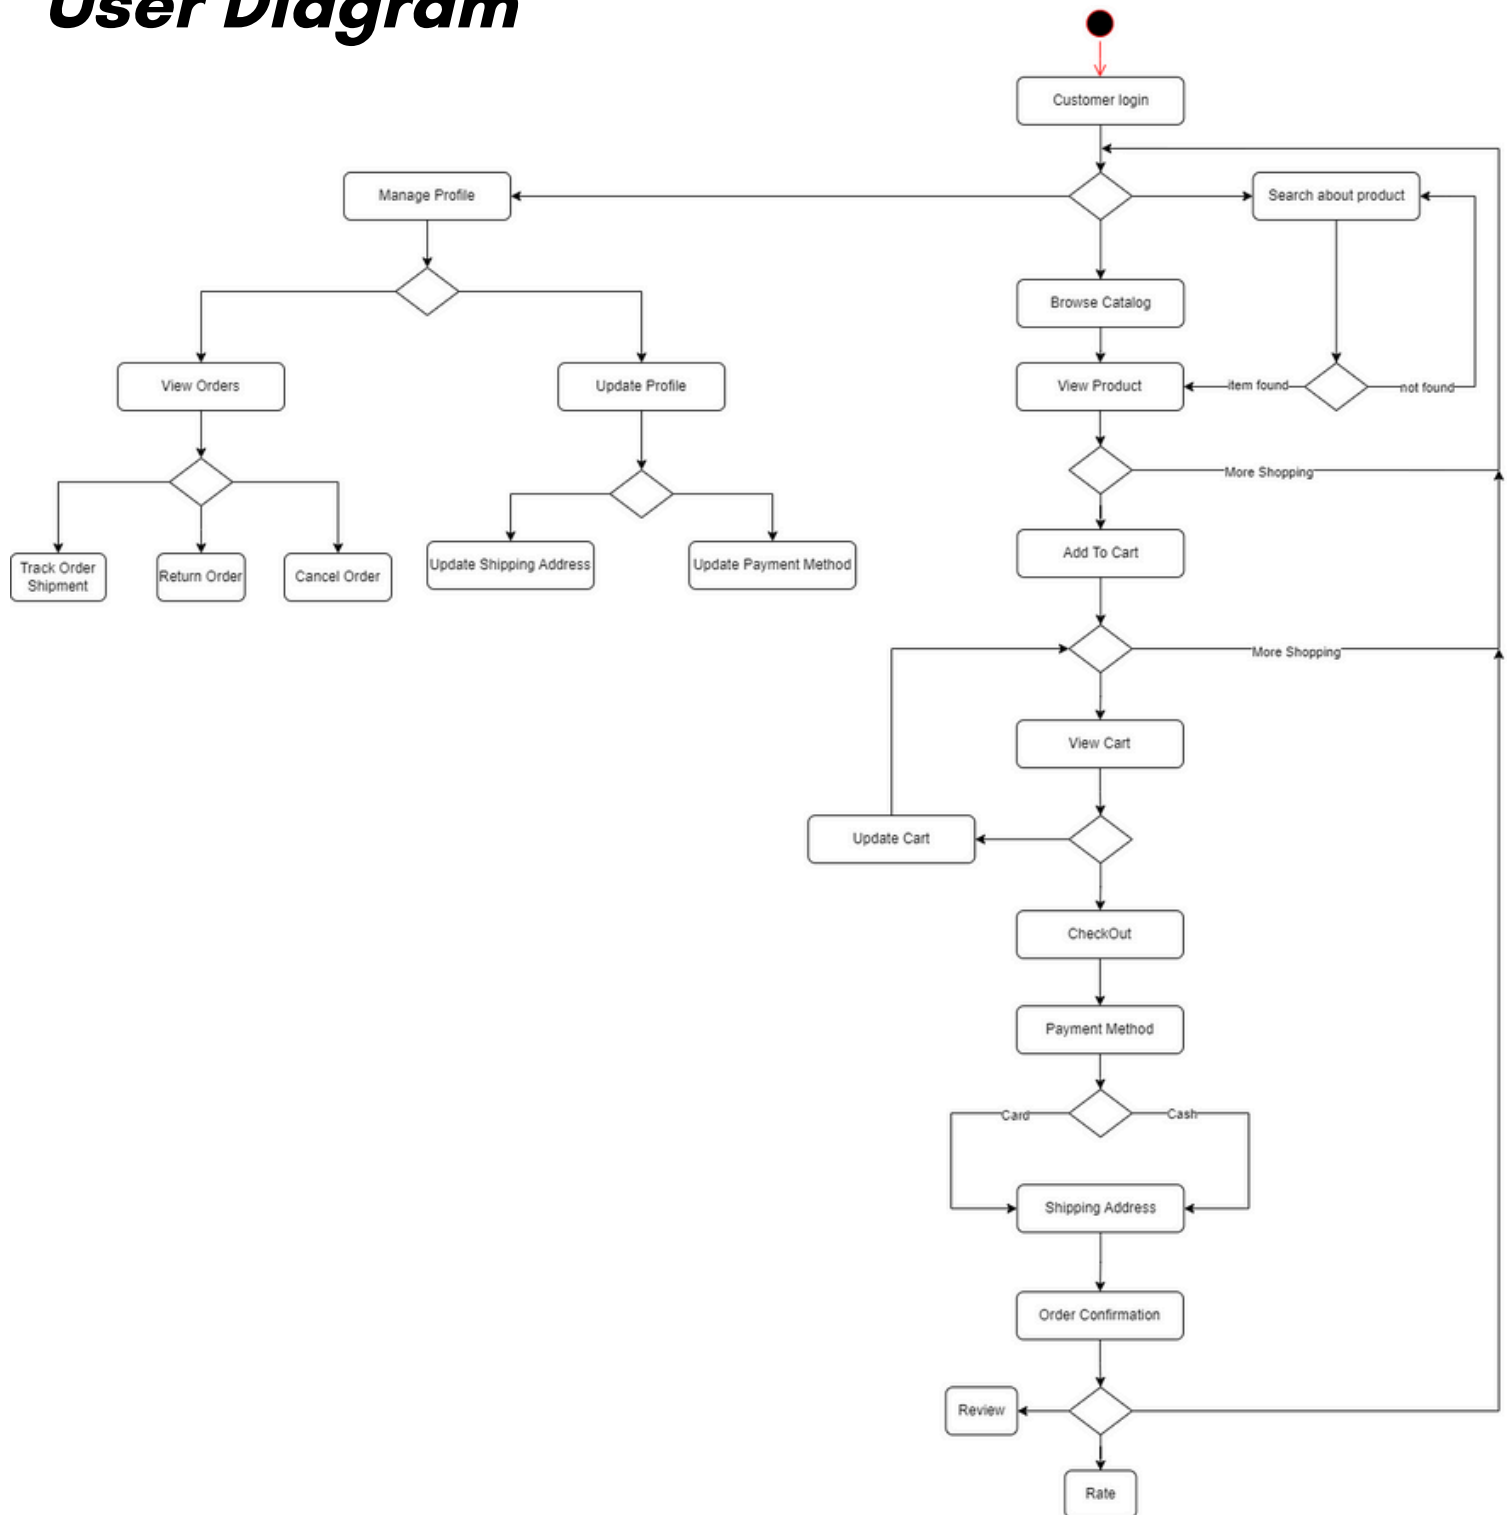 User Diagram
Customer login
Manage Profile
Search about product
Browse Catalog
View Orders
Update Profile
View Product
item found
not found
More Shopping
Add To Cart
Track Order
Shipment
Return Order
Cancel Order
Update Shipping Address
Update Payment Method
More Shopping
View Cart
Update Cart
CheckOut
Payment Method
Card
Cash
Shipping Address
Order Confirmation
Review
Rate